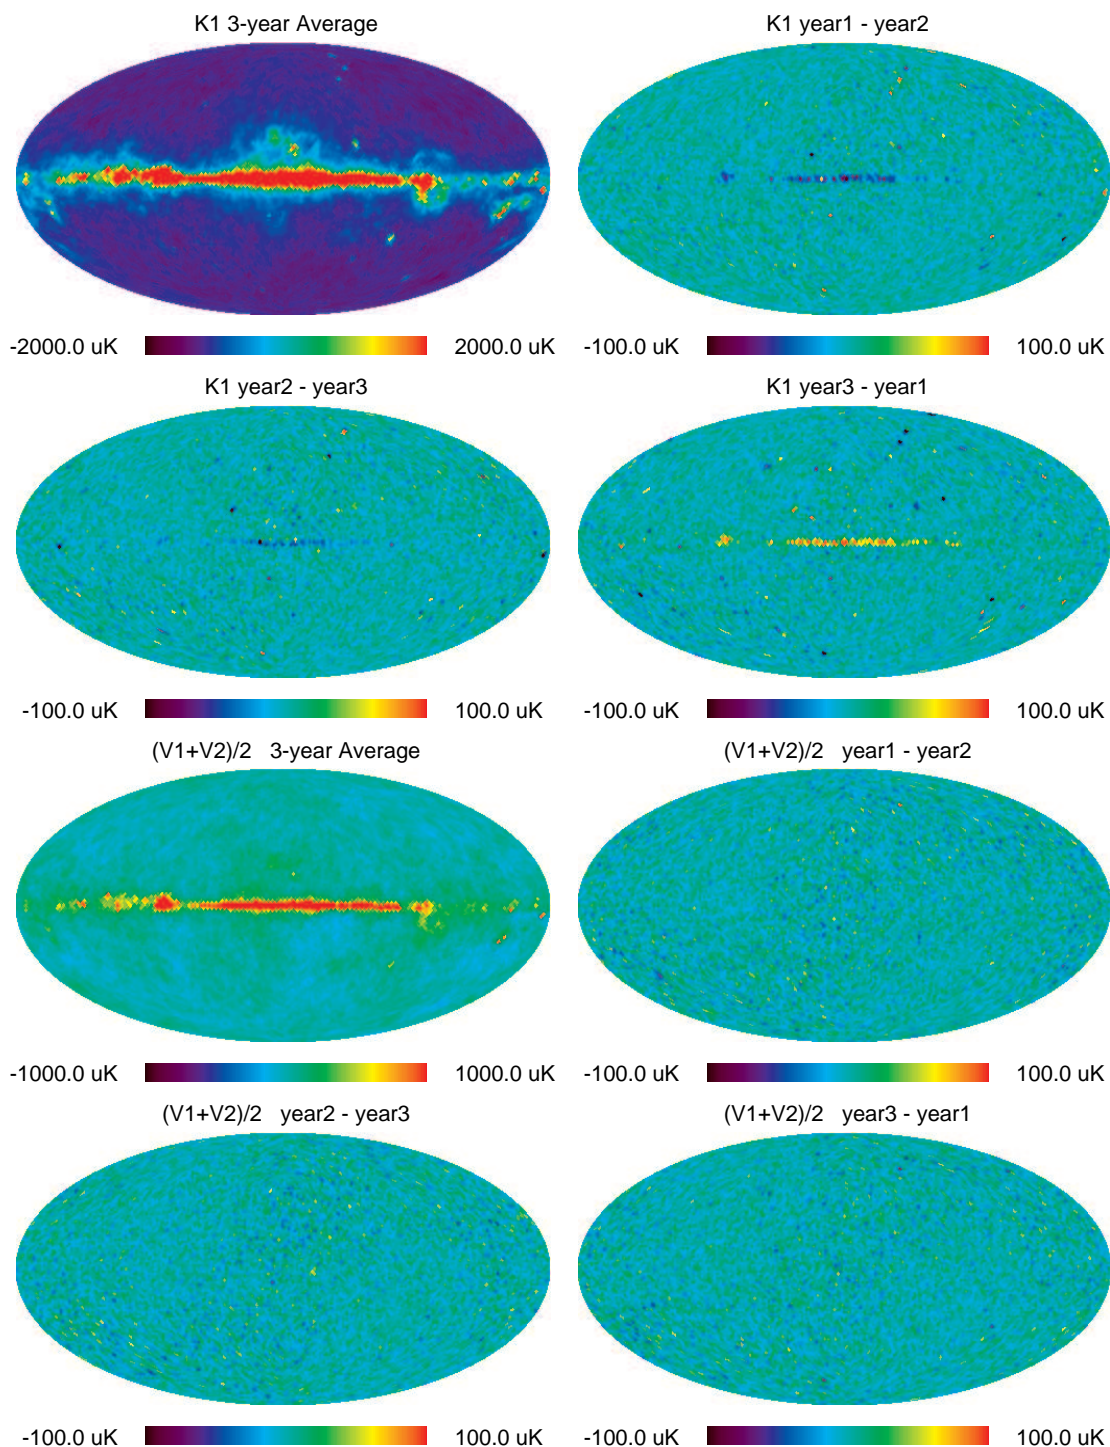 K1 3-year Average
K1 year1 - year2
-2000.0 uK
2000.0 uK
-100.0 uK
100.0 uK
K1 year2 - year3
K1 year3 - year1
-100.0 uK
100.0 uK
-100.0 uK
100.0 uK
(V1+V2)/2 3-year Average
(V1+V2)/2 year1 - year2
-1000.0 uK
1000.0 uK
-100.0 uK
100.0 uK
(V1+V2)/2 year2 - year3
(V1+V2)/2 year3 - year1
-100.0 uK
100.0 uK
-100.0 uK
100.0 uK